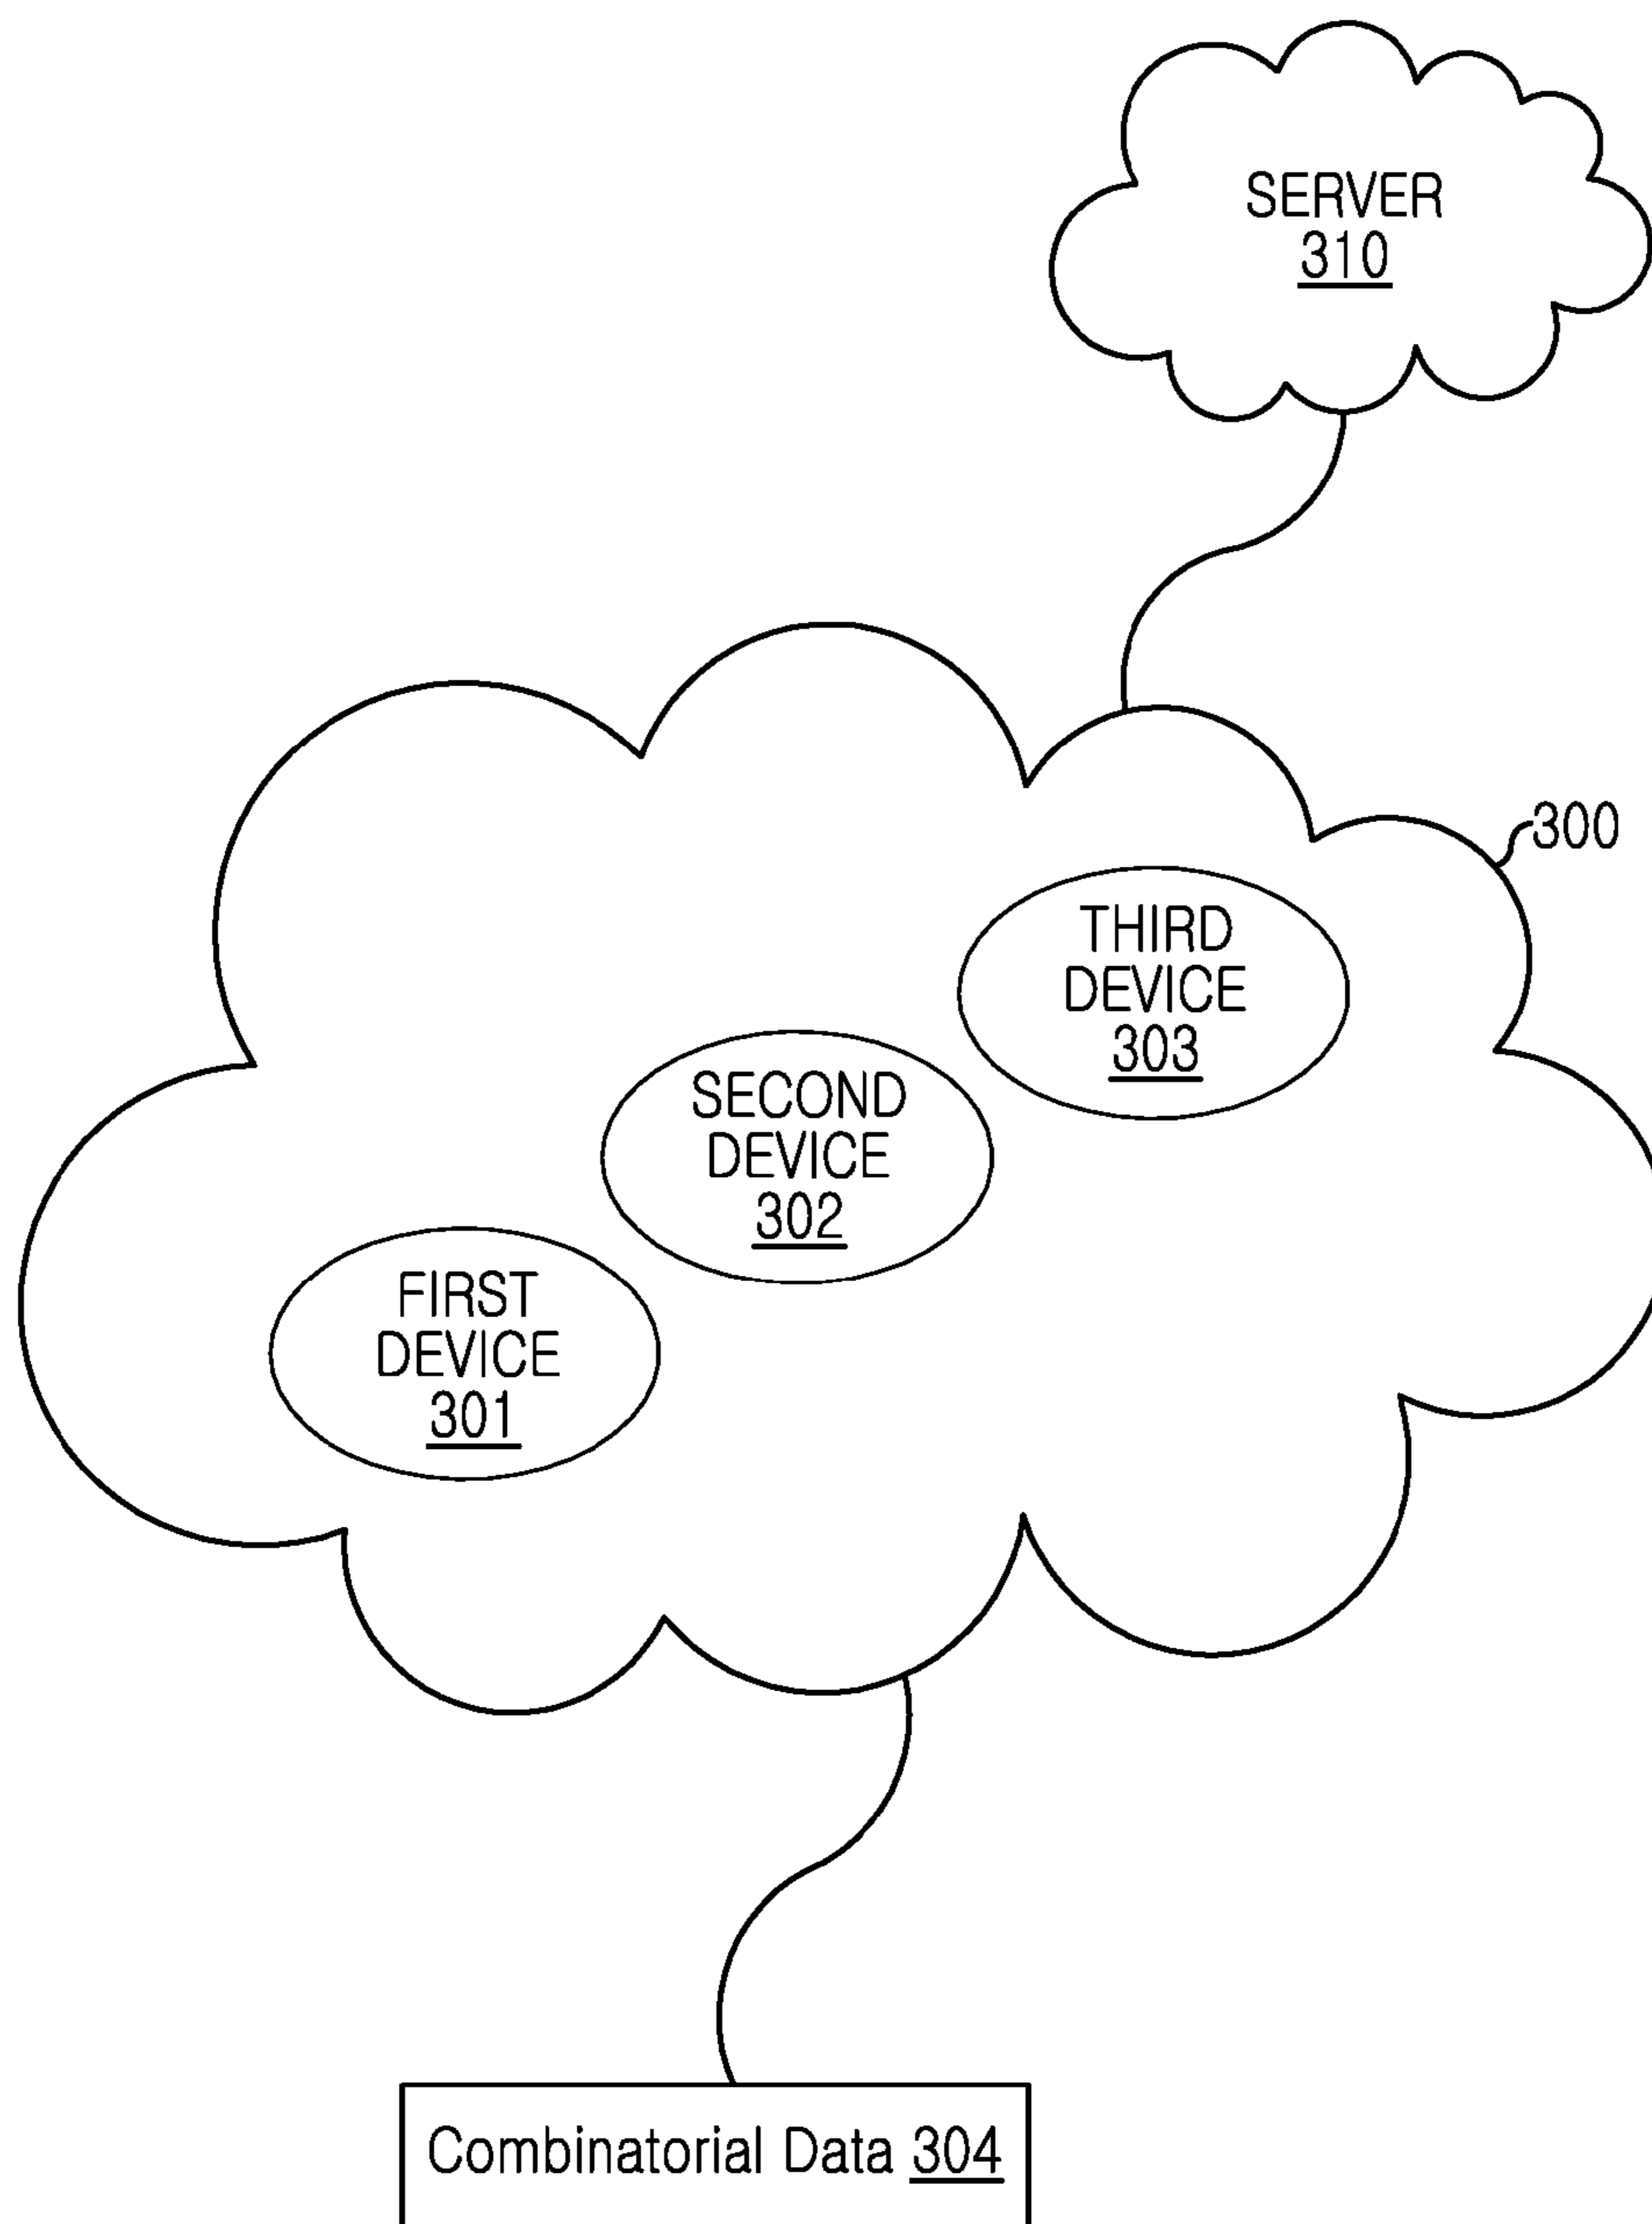 SERVER
310
300
THIRD
DEVICE
303
SECOND
DEVICE
302
FIRST
DEVICE
301
Combinatorial Data 304